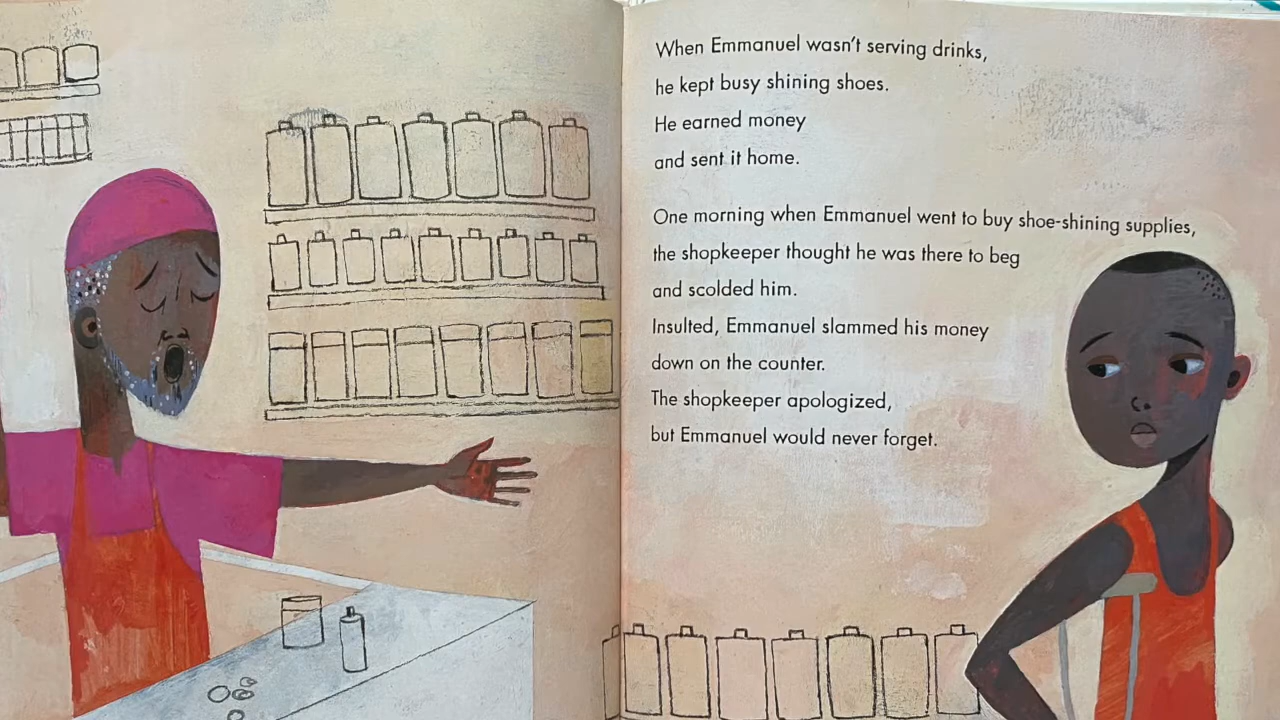 When Emmanuel wasn't serving drinks,
he kept busy shining shoes.
He earned money
and sent it home.
One morning when Emmanuel went to buy shoe-shining supplies,
the shopkeeper thought he was there to beg
and scolded him.
Insulted, Emmanuel slammed his money
down on the counter.
The shopkeeper apologized,
but Emmanuel would never forget.